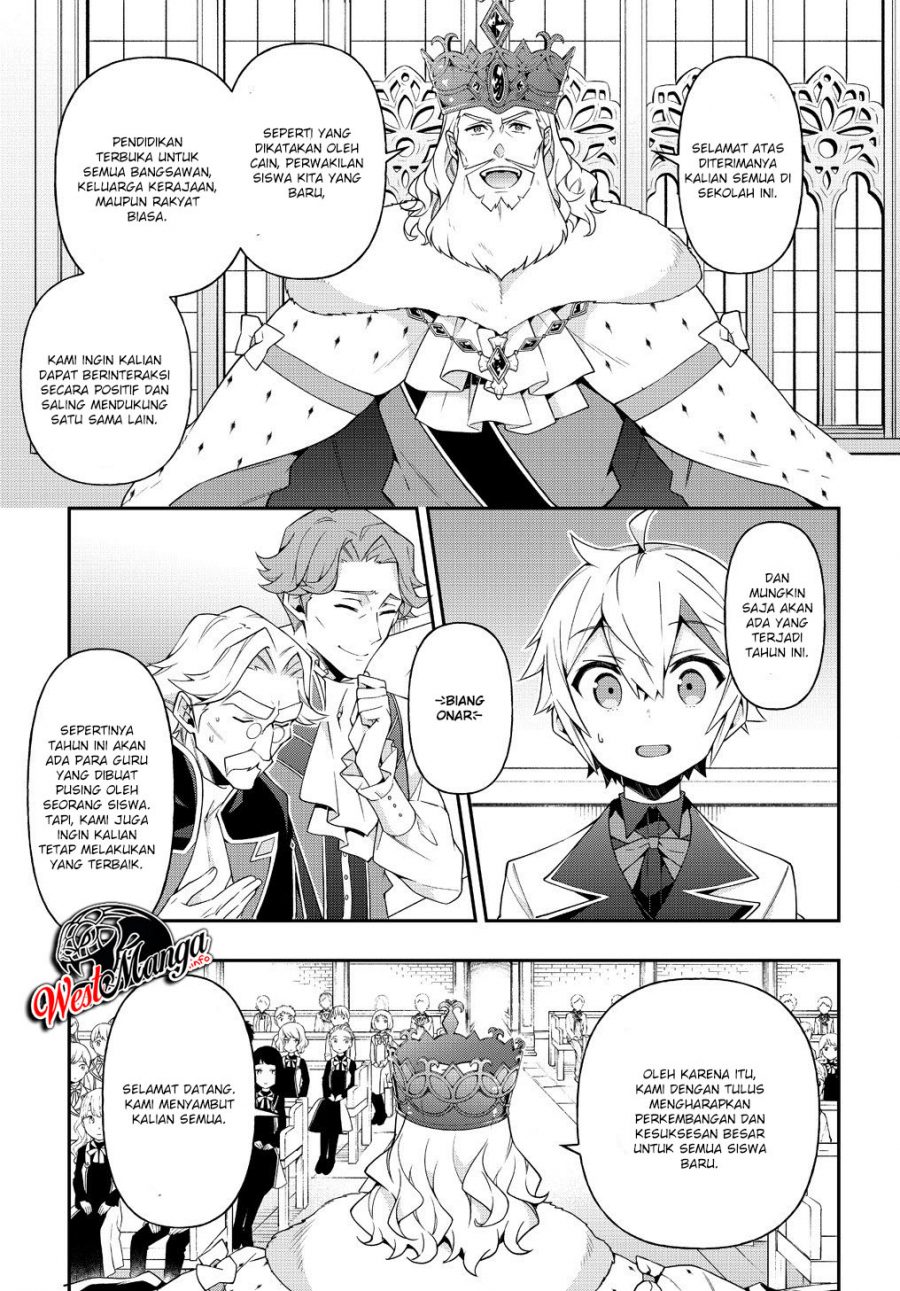 SELAMAT ATAS
DITERIMANYA
KALIAN SEMUA DI
SEKOLAH INI.
SEPERTI YANG
DIKATAKAN OLEH
CAIN, PERWAKILAN
SISWA KITA YANG
BARU,
PENDIDIKAN
TERBUKA UNTUK
SEMUA BANGSAWAN,
KELUARGA KERAJAAN,
MAUPUN RAKYAT
BIASA.
KAMI INGIN KALIAN
DAPAT BERINTERAKSI
SECARA POSITIF DAN
SALING MENDUKUNG
SATU SAMA LAIN.
DAN
MUNGKIN
SAJA AKAN
ADA YANG
TERJADI
TAHUN INI.
~BIANG
ONAR~
SEPERTINYA
TAHUN INI AKAN
ADA PARA GURU
YANG DIBUAT
PUSING OLEH
SEORANG SISWA.
TAPI, KAMI JUGA
INGIN KALIAN
TETAP MELAKUKAN
YANG TERBAIK.
WestManga
.info
OLEH KARENA ITU,
KAMI DENGAN TULUS
MENGHARAPKAN
PERKEMBANGAN DAN
KESUKSESAN BESAR
UNTUK SEMUA SISWA
BARU.
SELAMAT DATANG.
KAMI MENYAMBUT
KALIAN SEMUA.